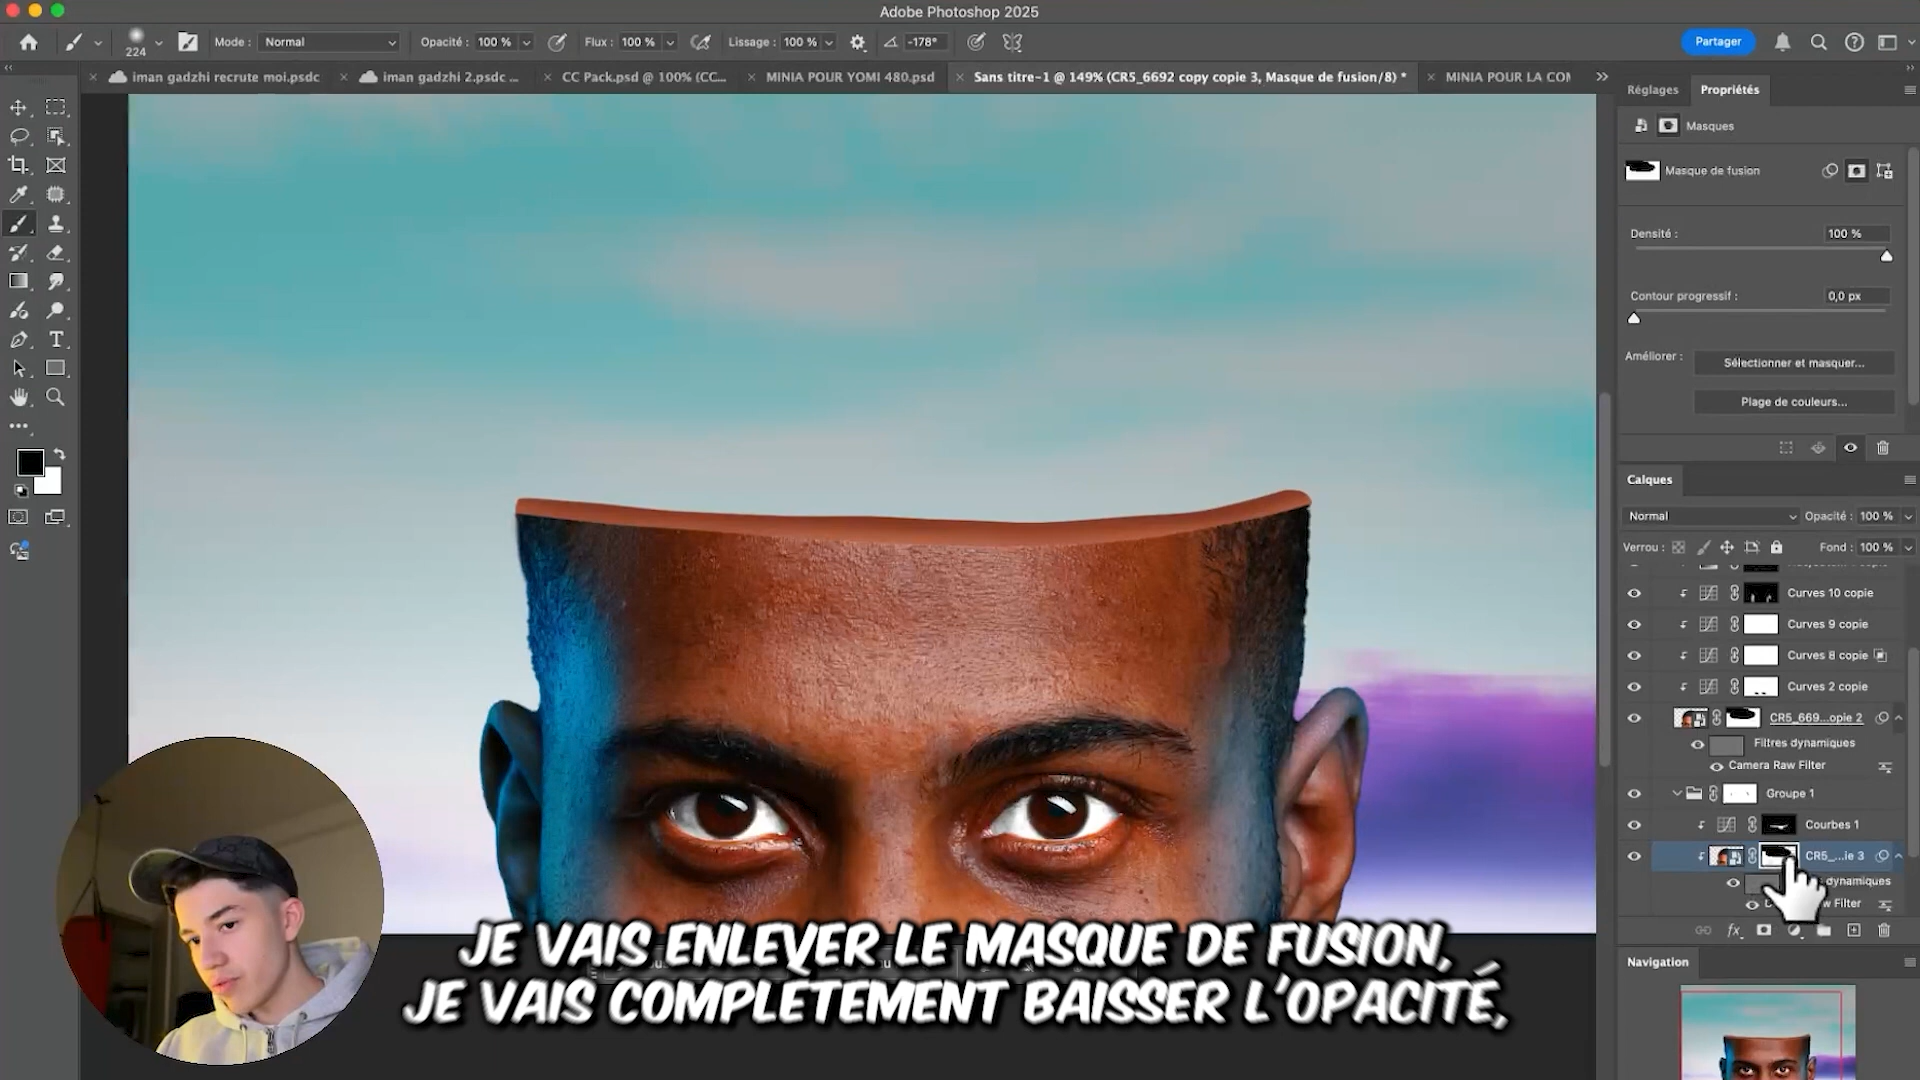 Adobe Photoshop 2025
224
Mode :
Normal
Opacité :
100 %
Flux :
100 %
Lissage :
100 %
-178°
Partager
iman gadzhi recrute moi.psdc
iman gadzhi 2.psdc ...
CC Pack.psd @ 100% (CC...
MINIA POUR YOMI 480.psd
Sans titre-1 @ 149% (CR5_6692 copy copie 3, Masque de fusion/8) *
MINIA POUR LA COI
Réglages
Propriétés
Masques
Masque de fusion
Densité :
100 %
Contour progressif :
0,0 px
Améliorer :
Sélectionner et masquer...
Plage de couleurs...
Calques
Normal
Opacité :
100 %
Verrou :
Fond :
100 %
Curves 10 copie
Curves 9 copie
Curves 8 copie
Curves 2 copie
CR5_669...opie 2
Filtres dynamiques
Camera Raw Filter
Groupe 1
Courbes 1
CR5_...ie 3
dynamiques
Filter
fx
Navigation
JE VAIS ENLEVER LE MASQUE DE FUSION,
JE VAIS COMPLÈTEMENT BAISSER L'OPACITÉ,